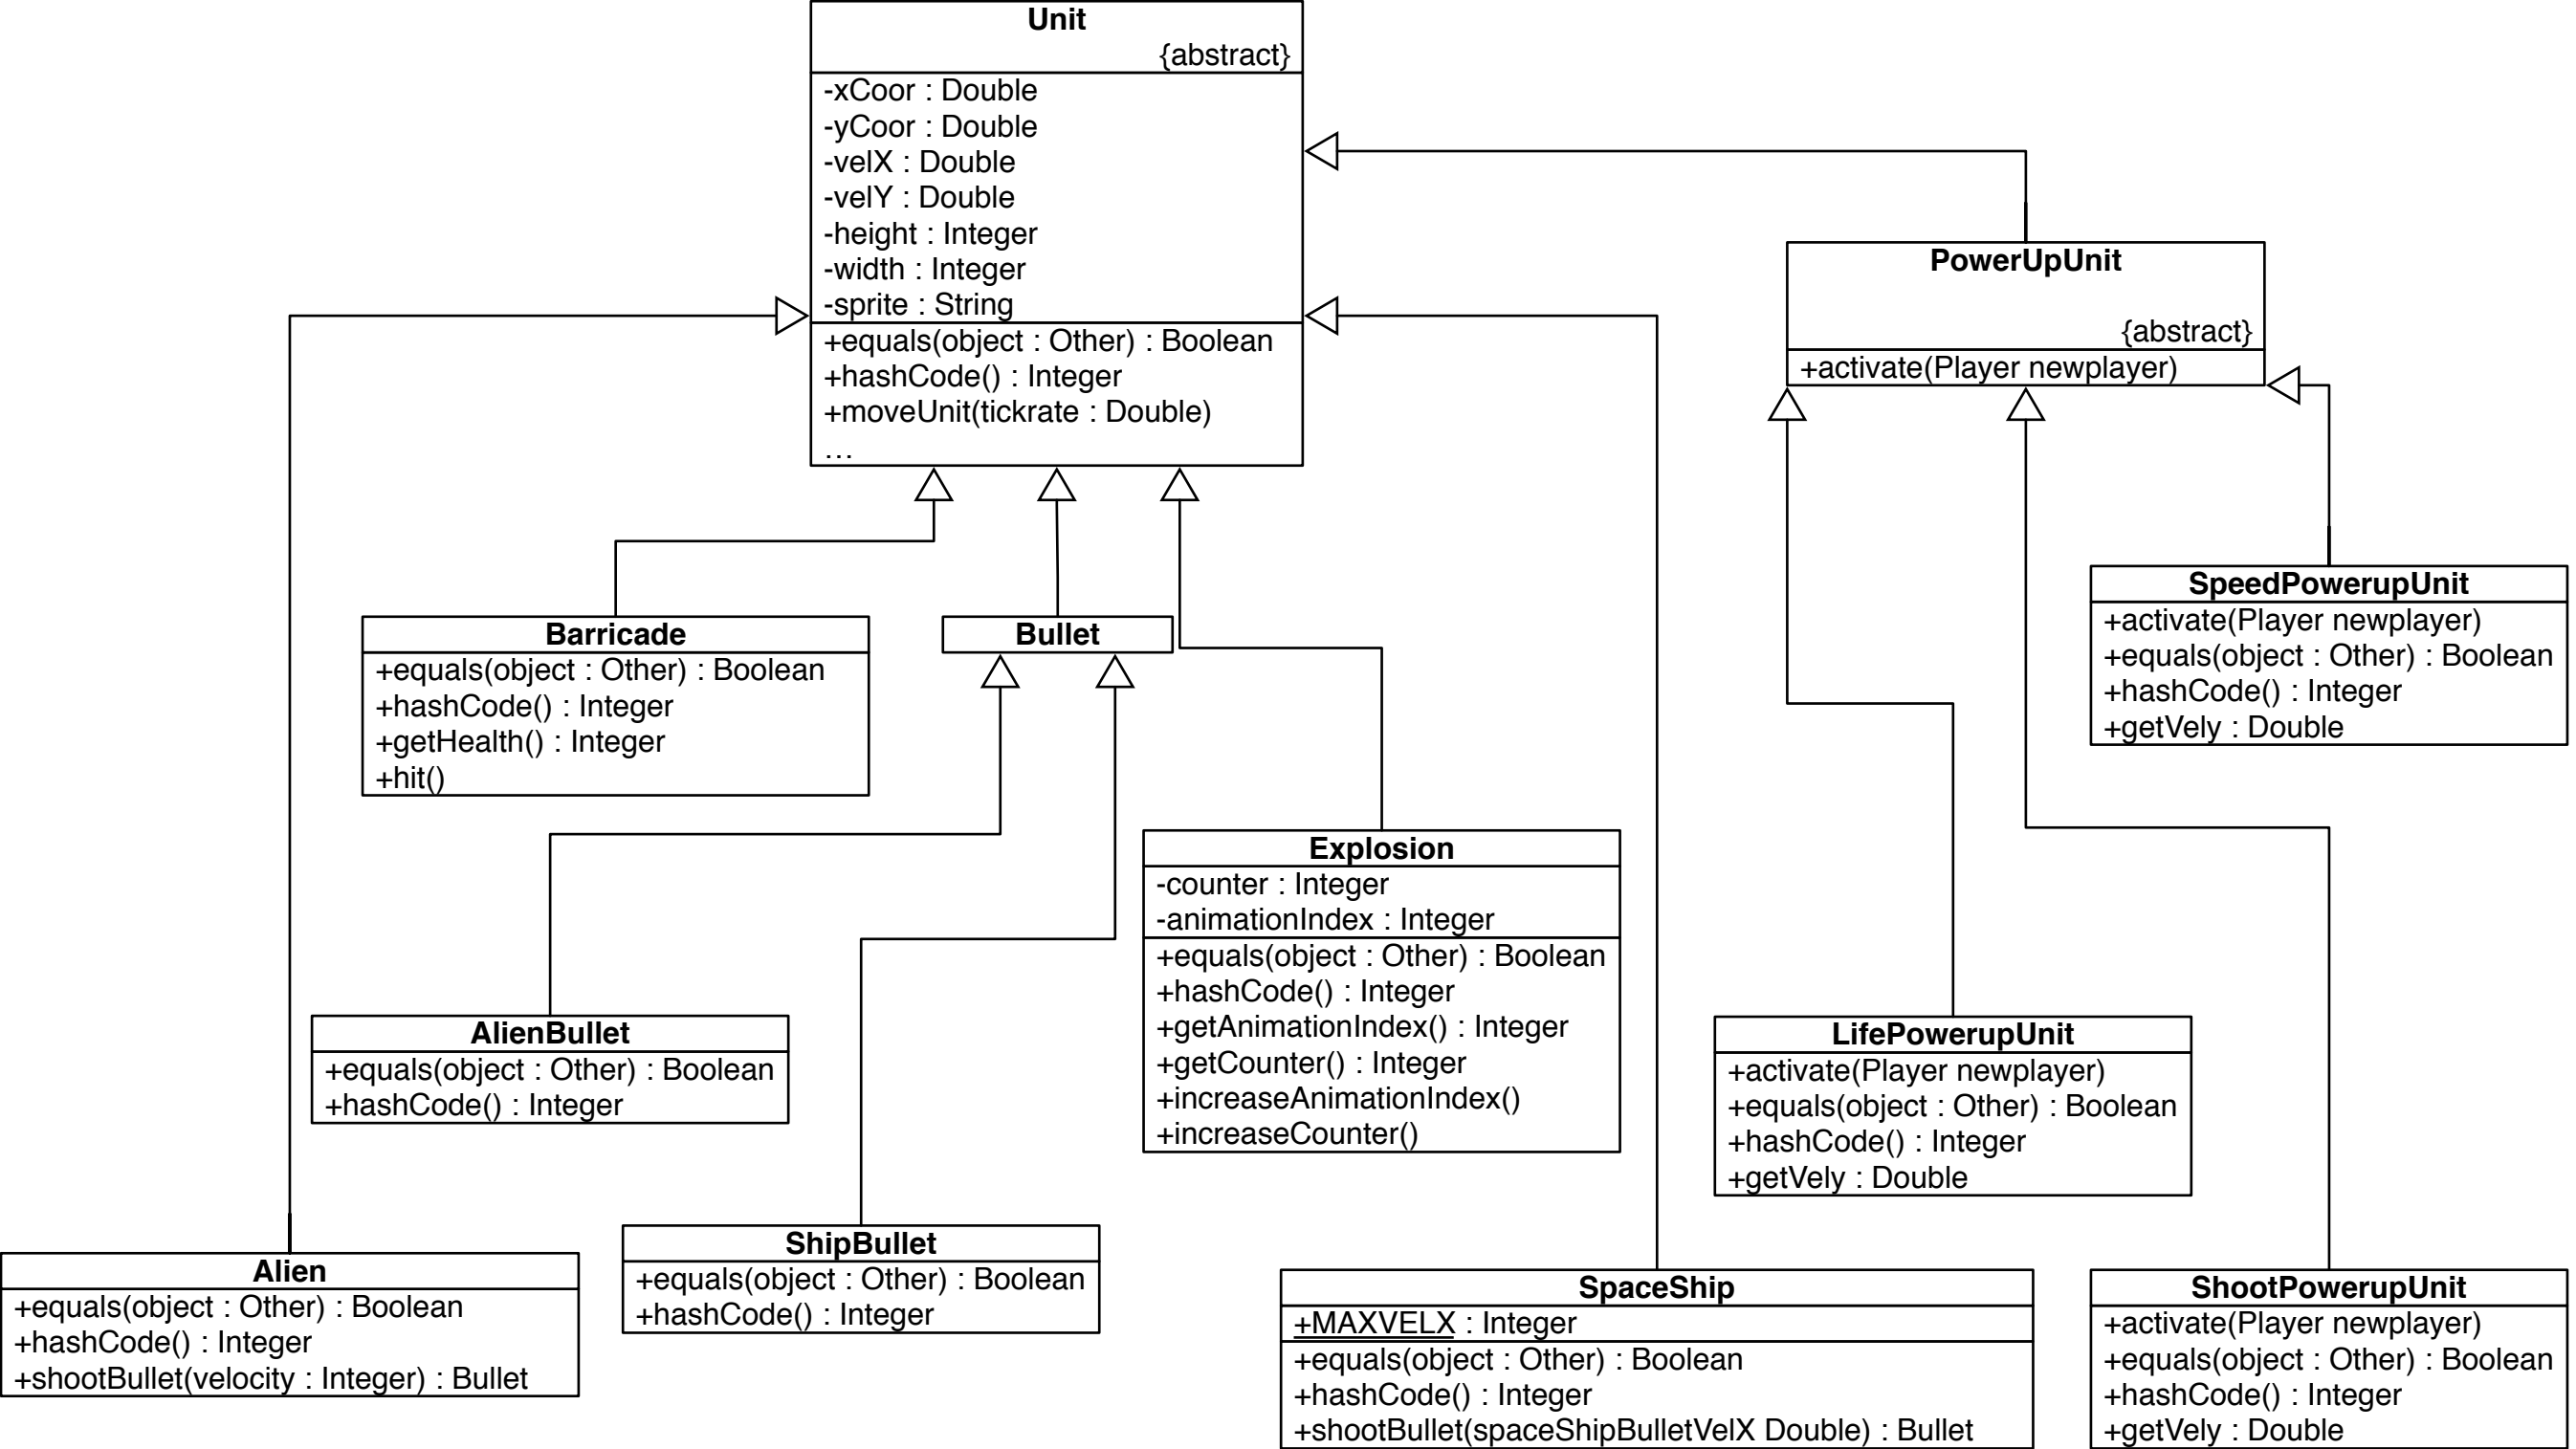 Unit
{abstract}
-xCoor : Double
-yCoor : Double
-velX : Double
-velY : Double
-height : Integer
-width : Integer
-sprite : String
+equals(object : Other) : Boolean
+hashCode() : Integer
+moveUnit(tickrate : Double)
...
PowerUpUnit
{abstract}
+activate(Player newplayer)
SpeedPowerupUnit
+activate(Player newplayer)
+equals(object : Other) : Boolean
+hashCode() : Integer
+getVely : Double
Barricade
+equals(object : Other) : Boolean
+hashCode() : Integer
+getHealth() : Integer
+hit()
Bullet
Explosion
-counter : Integer
-animationIndex : Integer
+equals(object : Other) : Boolean
+hashCode() : Integer
+getAnimationIndex() : Integer
+getCounter() : Integer
+increaseAnimationIndex()
+increaseCounter()
AlienBullet
+equals(object : Other) : Boolean
+hashCode() : Integer
LifePowerupUnit
+activate(Player newplayer)
+equals(object : Other) : Boolean
+hashCode() : Integer
+getVely : Double
Alien
+equals(object : Other) : Boolean
+hashCode() : Integer
+shootBullet(velocity : Integer) : Bullet
ShipBullet
+equals(object : Other) : Boolean
+hashCode() : Integer
SpaceShip
+MAXVELX : Integer
+equals(object : Other) : Boolean
+hashCode() : Integer
+shootBullet(spaceShipBulletVelX Double) : Bullet
ShootPowerupUnit
+activate(Player newplayer)
+equals(object : Other) : Boolean
+hashCode() : Integer
+getVely : Double